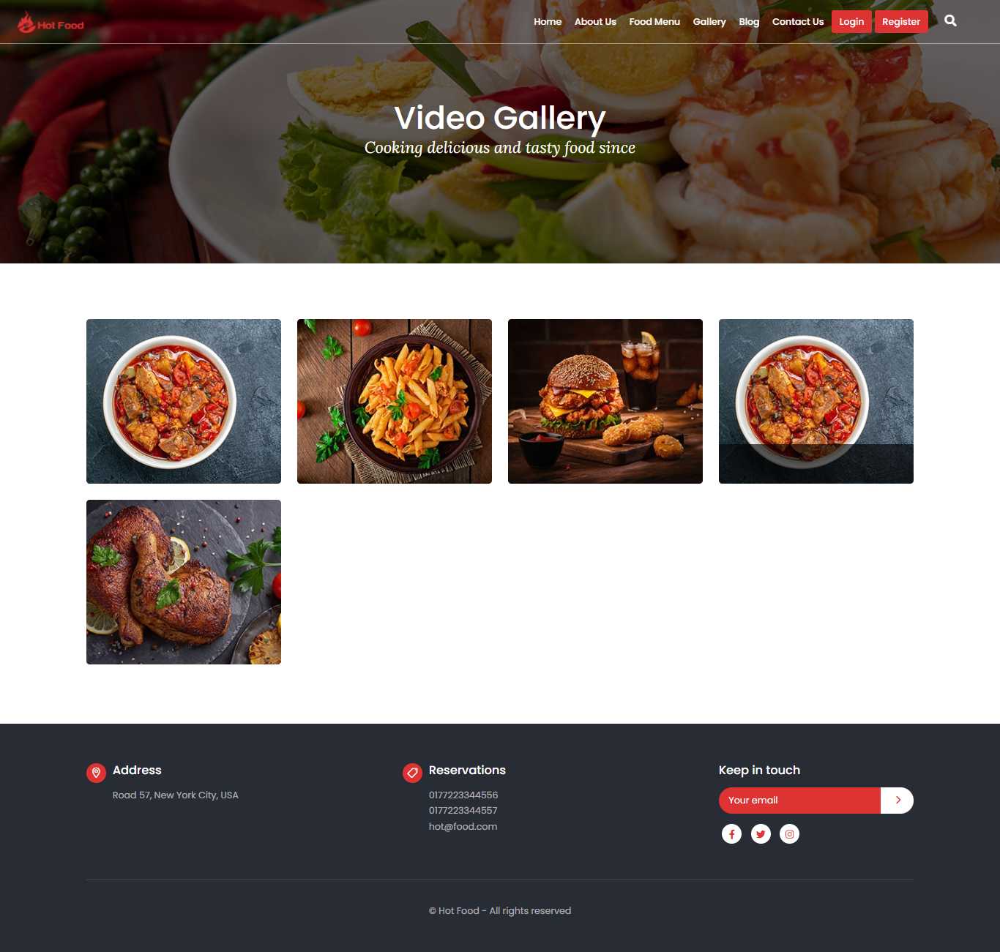 Hot Food
Home About Us Food Menu Gallery Blog Contact Us Login Register
Video Gallery
Cooking delicious and tasty food since
Address
Road 57, New York City, USA
Reservations
0177223344556
0177223344557
hot@food.com
Keep in touch
Your email
© Hot Food - All rights reserved